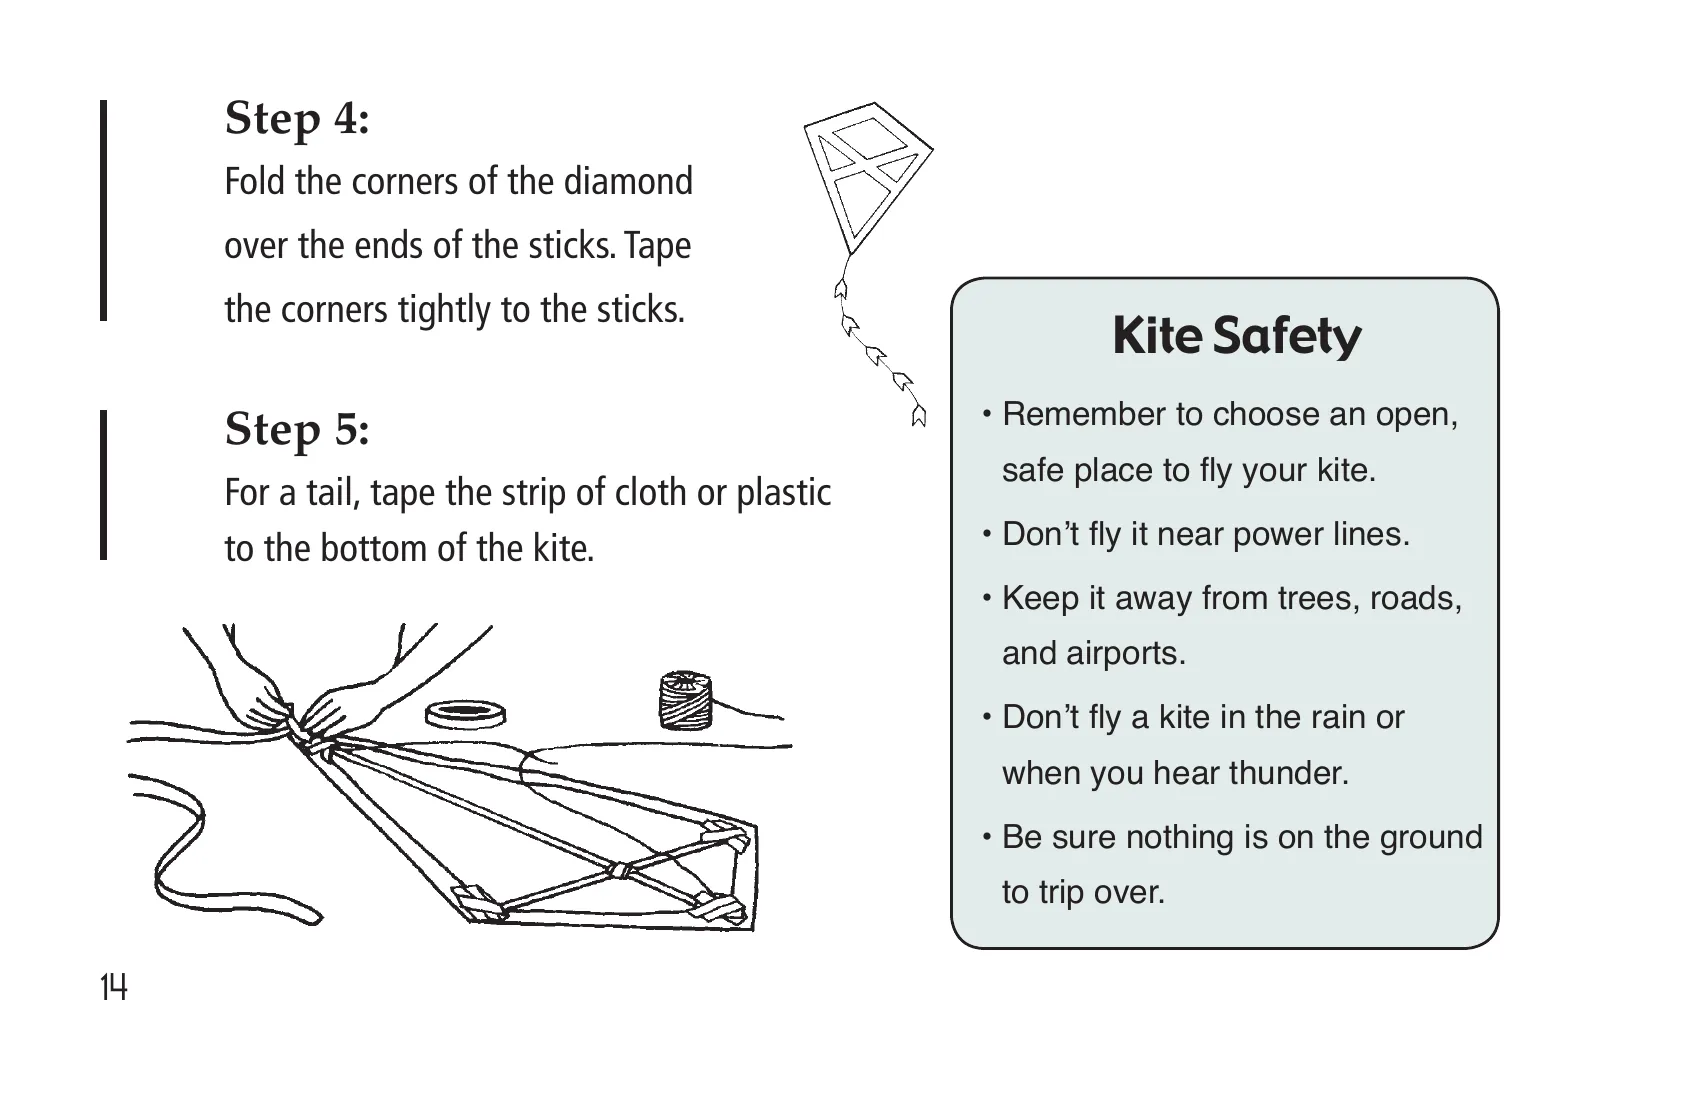 Step 4:
Fold the corners of the diamond
over the ends of the sticks. Tape
the corners tightly to the sticks.
Step 5:
For a tail, tape the strip of cloth or plastic
to the bottom of the kite.
Kite Safety
• Remember to choose an open,
safe place to fly your kite.
• Don’t fly it near power lines.
• Keep it away from trees, roads,
and airports.
• Don’t fly a kite in the rain or
when you hear thunder.
• Be sure nothing is on the ground
to trip over.
14